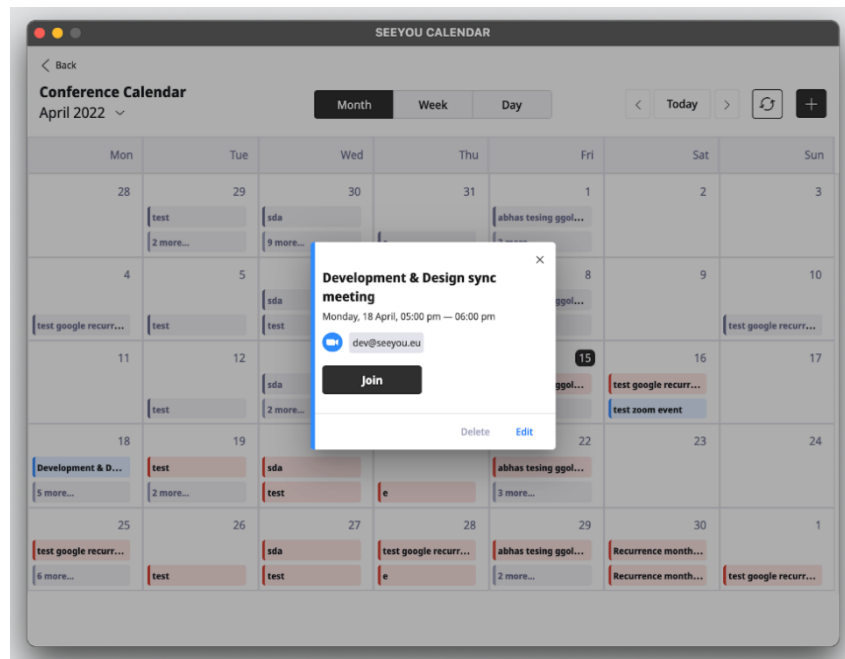 SEEYOU CALENDAR
Back
Conference Calendar
April 2022
Month Week Day
Today
Mon Tue Wed Thu Fri Sat Sun
28 29 30 31 1 2 3
test sda abhas tesing ggol...
2 more... 9 more...
4 5 8 9 10
sda ggol...
test google recurr... test test test google recurr...
11 12 15 16 17
sda ggol... test google recurr...
test 2 more... test zoom event
Development & Design sync
meeting
Monday, 18 April, 05:00 pm — 06:00 pm
dev@seeyou.eu
Join
Delete Edit
18 19 22 23 24
Development & D... test sda abhas tesing ggol...
5 more... 2 more... test e 3 more...
25 26 27 28 29 30 1
test google recurr... sda test google recurr... abhas tesing ggol... Recurrence month...
6 more... test test e 2 more... Recurrence month... test google recurr...